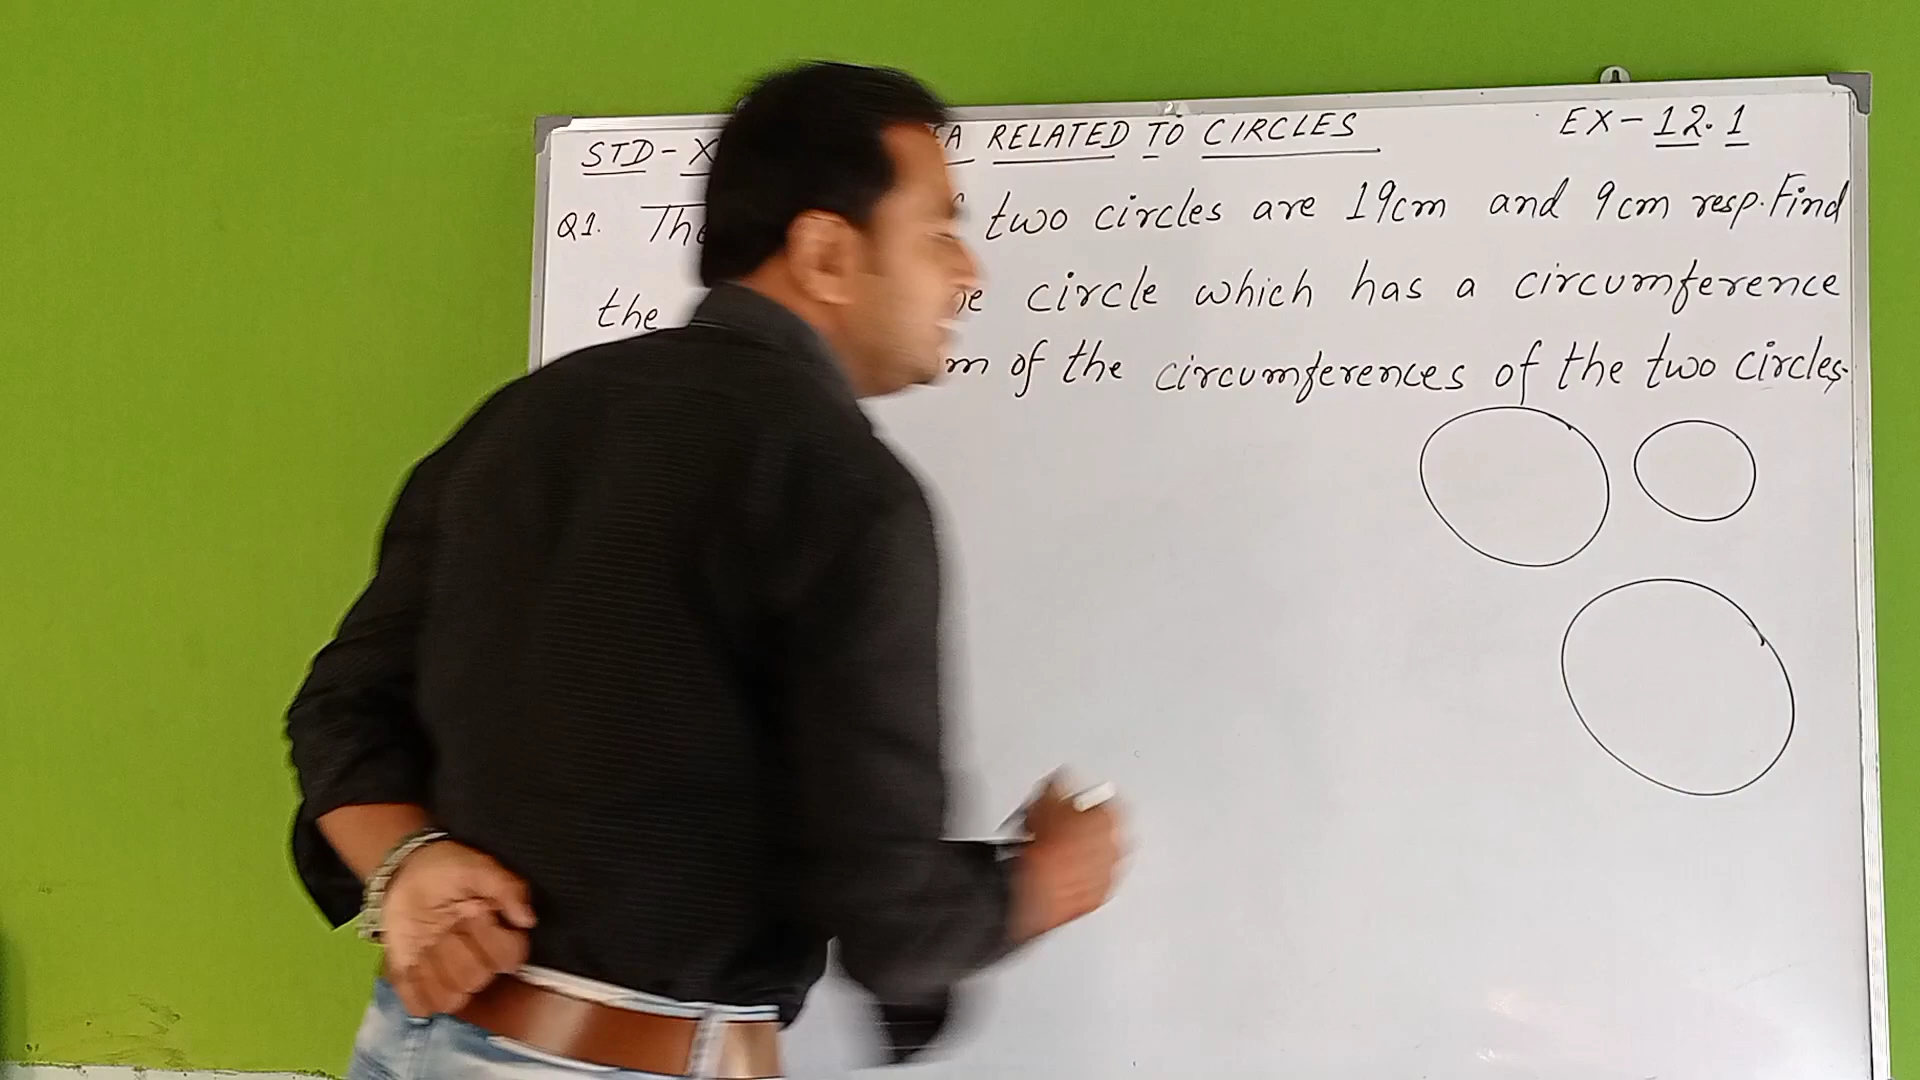 STD-X A RELATED TO CIRCLES EX-12.1
Q1. The two circles are 19cm and 9cm resp. Find
the circle which has a circumference
of the circumferences of the two circles.